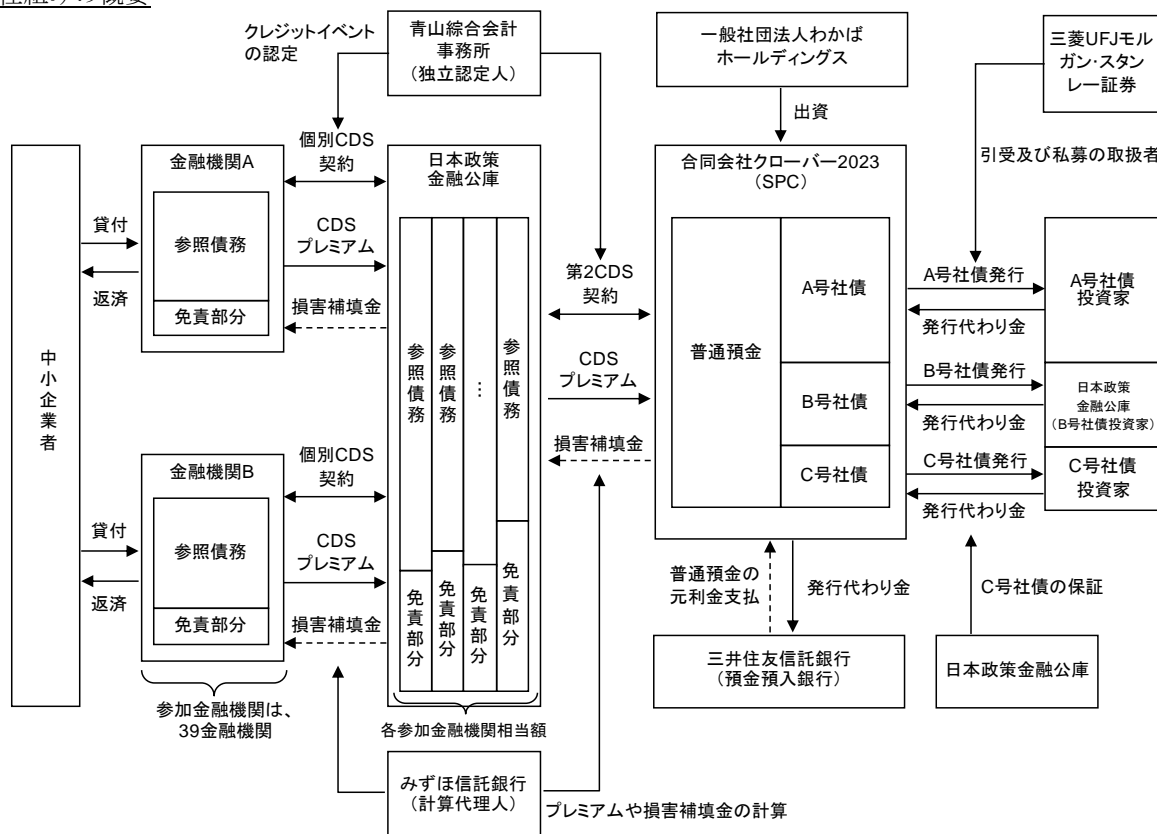 仕組みの概要
クレジットイベント
の認定
青山綜合会計
事務所
(独立認定人)
一般社団法人わかば
ホールディングス
三菱UFJモル
ガン・スタン
レー証券
出資
引受及び私募の取扱者
中小企業者
貸付
返済
貸付
返済
金融機関A
参照債務
免責部分
金融機関B
参照債務
免責部分
参加金融機関は、
39金融機関
個別CDS
契約
CDS
プレミアム
損害補填金
個別CDS
契約
CDS
プレミアム
損害補填金
日本政策
金融公庫
参照債務
参照債務
…
参照債務
免責部分
免責部分
免責部分
免責部分
各参加金融機関相当額
みずほ信託銀行
(計算代理人)
プレミアムや損害補填金の計算
第2CDS
契約
CDS
プレミアム
損害補填金
合同会社クローバー2023
(SPC)
普通預金
A号社債
B号社債
C号社債
普通預金の
元利金支払
発行代わり金
三井住友信託銀行
(預金預入銀行)
A号社債発行
発行代わり金
B号社債発行
発行代わり金
C号社債発行
発行代わり金
A号社債
投資家
日本政策
金融公庫
(B号社債投資家)
C号社債
投資家
C号社債の保証
日本政策金融公庫